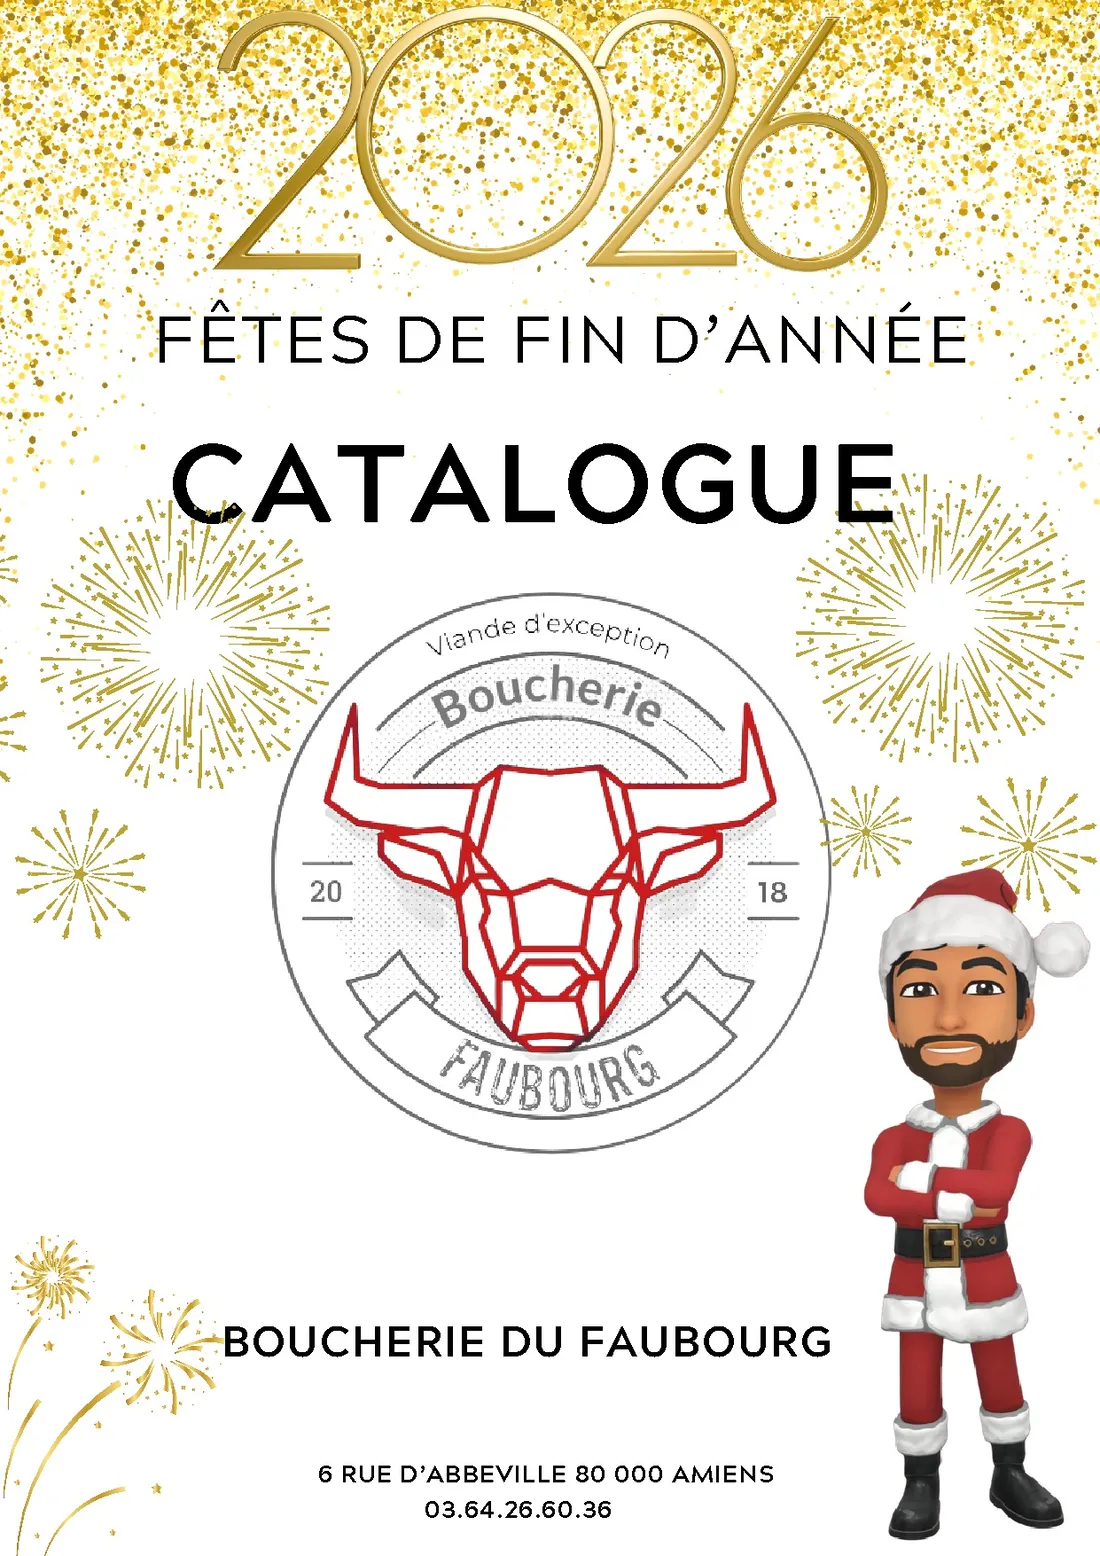 2026
FÊTES DE FIN D’ANNÉE
CATALOGUE
Viande d'exception
Boucherie
20
18
FAUBOURG
BOUCHERIE DU FAUBOURG
6 RUE D’ABBEVILLE 80 000 AMIENS
03.64.26.60.36